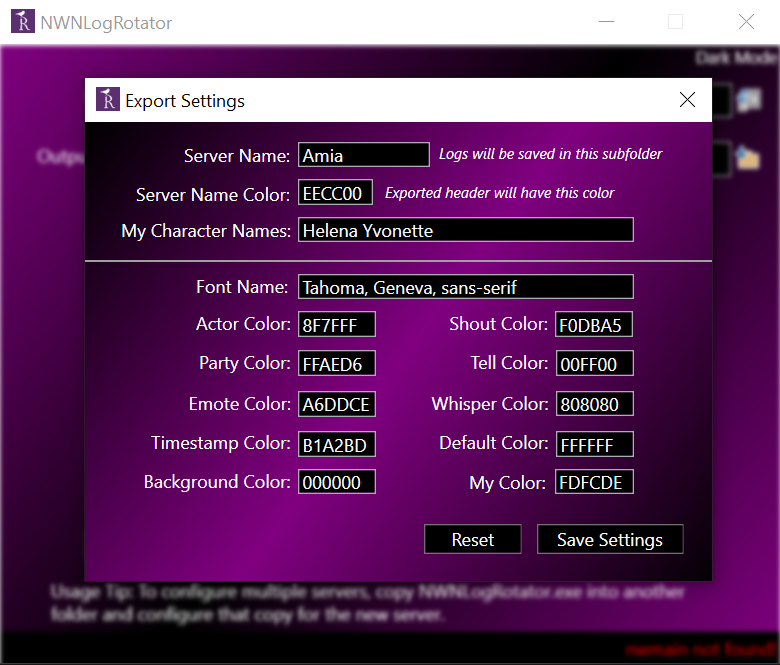 NWNLogRotator
Dark Mode
Export Settings
Server Name: Amia Logs will be saved in this subfolder
Server Name Color: EECC00 Exported header will have this color
My Character Names: Helena Yvonette
Font Name: Tahoma, Geneva, sans-serif
Actor Color: 8F7FFF Shout Color: F0DBA5
Party Color: FFAED6 Tell Color: 00FF00
Emote Color: A6DDCE Whisper Color: 808080
Timestamp Color: B1A2BD Default Color: FFFFFF
Background Color: 000000 My Color: FDFCDE
Reset Save Settings
Usage Tip: To configure multiple servers, copy NWNLogRotator.exe into another
folder and configure that copy for the new server.
nwmain not found!